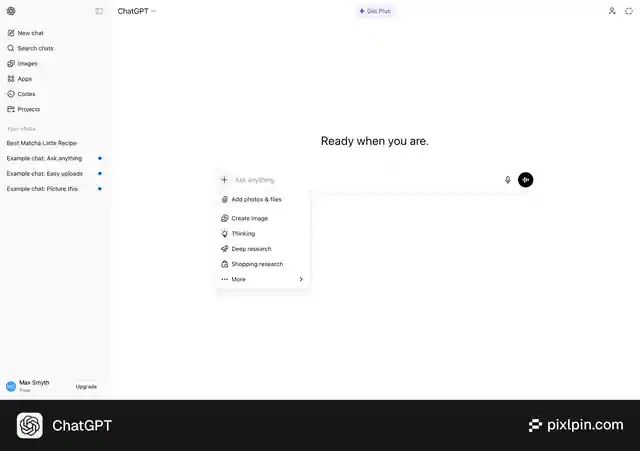 ChatGPT
Get Plus
New chat
Search chats
Images
Apps
Codex
Projects
Your chats
Best Matcha Latte Recipe
Example chat: Ask anything
Example chat: Easy uploads
Example chat: Picture this
Ready when you are.
Ask anything
Add photos & files
Create image
Thinking
Deep research
Shopping research
More
Max Smyth
Free
Upgrade
ChatGPT
pixlpin.com